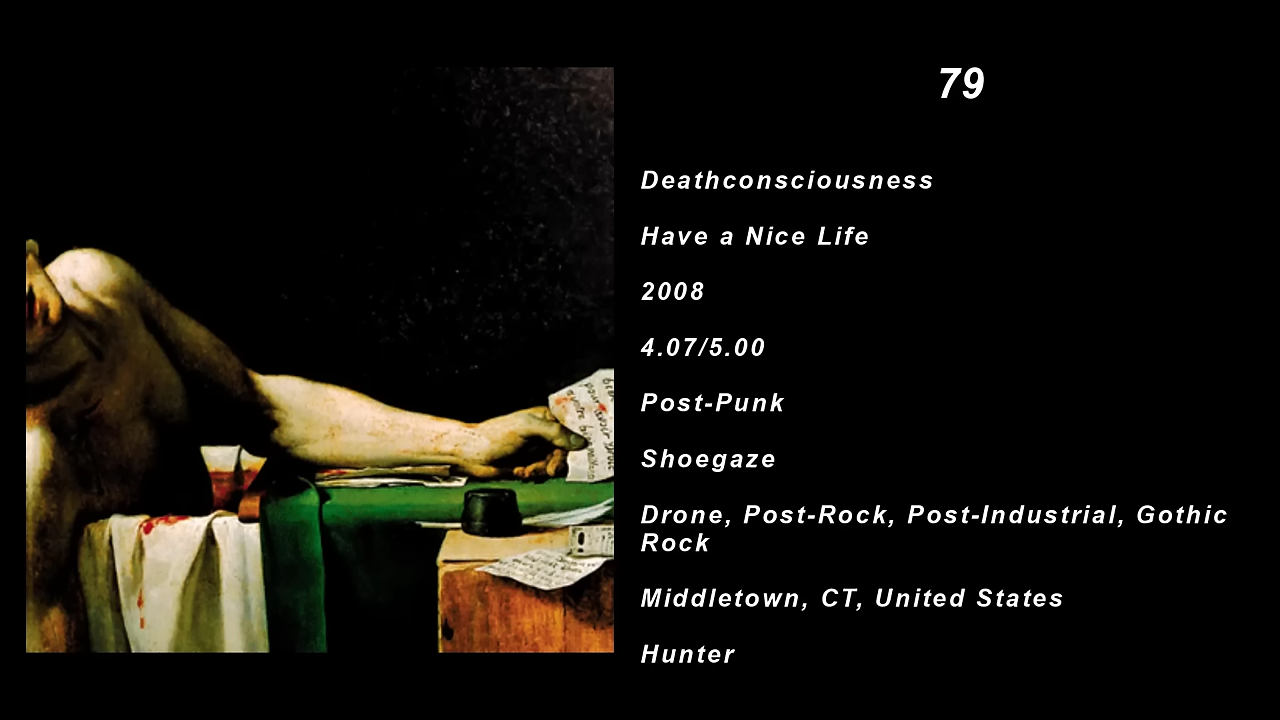 79
Deathconsciousness
Have a Nice Life
2008
4.07/5.00
Post-Punk
Shoegaze
Drone, Post-Rock, Post-Industrial, Gothic
Rock
Middletown, CT, United States
Hunter